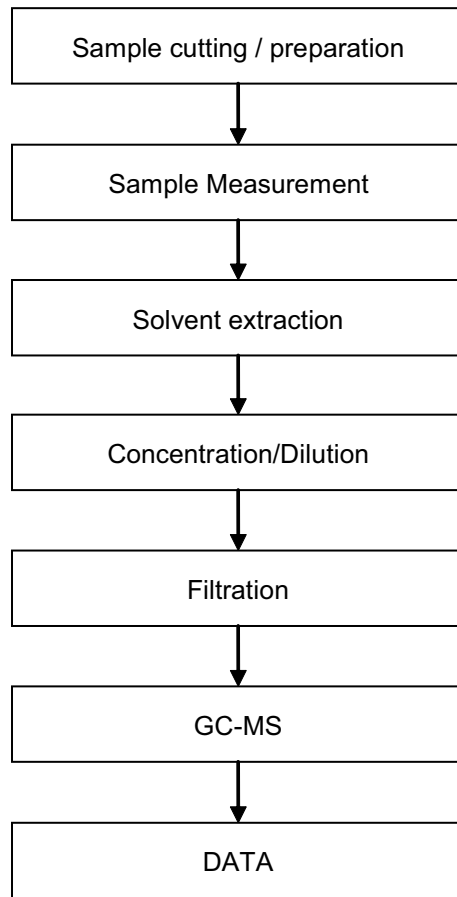 Sample cutting / preparation
Sample Measurement
Solvent extraction
Concentration/Dilution
Filtration
GC-MS
DATA